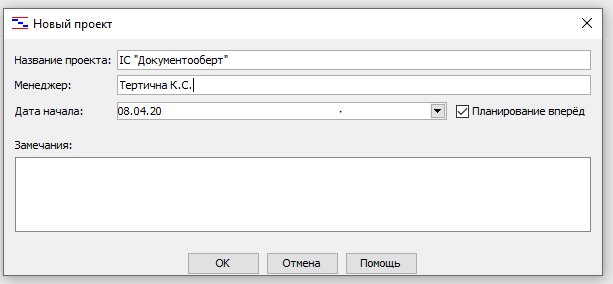 Новый проект
Название проекта: ІС "Документооберт"
Менеджер: Тертична К.С.
Дата начала: 08.04.20 Планирование вперёд
Замечания:
OK Отмена Помощь